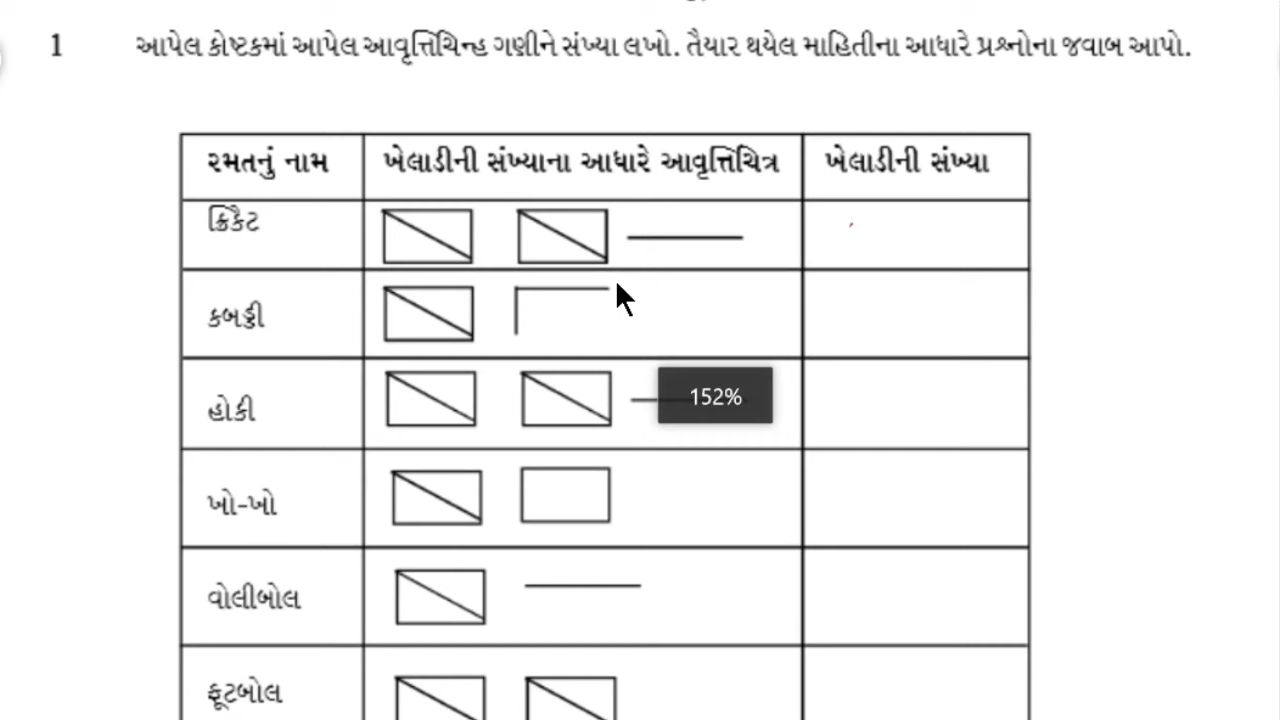 1 આપેલ કોષ્ટકમાં આપેલ આવૃત્તિચિન્હ ગણીને સંખ્યા લખો. તૈયાર થયેલ માહિતીના આધારે પ્રશ્નોના જવાબ આપો.
રમતનું નામ ખેલાડીની સંખ્યાના આધારે આવૃત્તિચિત્ર ખેલાડીની સંખ્યા
ક્રિકેટ
કબડ્ડી
હોકી
152%
ખો-ખો
વોલીબોલ
ફૂટબોલ